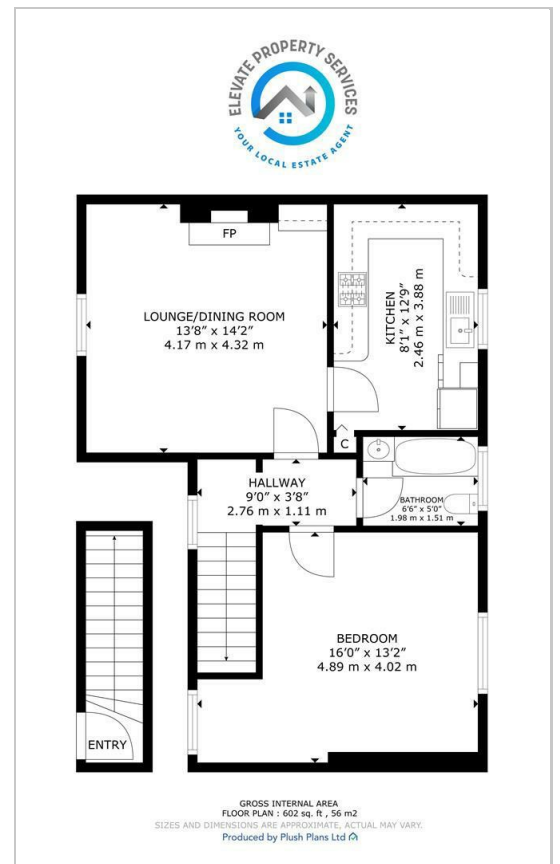 ELEVATE PROPERTY SERVICES
YOUR LOCAL ESTATE AGENT
FP
LOUNGE/DINING ROOM
13'8" x 14'2"
4.17 m x 4.32 m
KITCHEN
8'1" x 12'9"
2.46 m x 3.88 m
C
HALLWAY
9'0" x 3'8"
2.76 m x 1.11 m
BATHROOM
6'6" x 5'0"
1.98 m x 1.51 m
BEDROOM
16'0" x 13'2"
4.89 m x 4.02 m
ENTRY
GROSS INTERNAL AREA
FLOOR PLAN : 602 sq. ft , 56 m2
SIZES AND DIMENSIONS ARE APPROXIMATE, ACTUAL MAY VARY.
Produced by Plush Plans Ltd